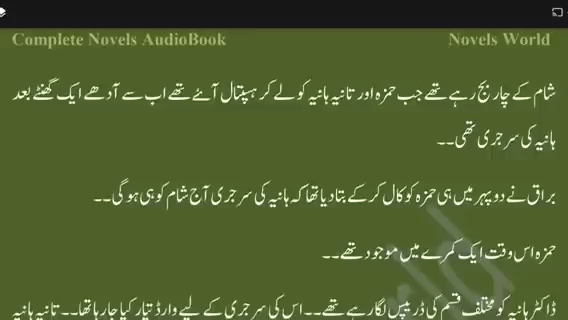 Complete Novels AudioBook Novels World
شام کے چار بج رہے تھے جب حمزہ اور تانیہ ہانیہ کو لے کر ہسپتال آئے تھے اب سے آدھے ایک گھنٹے بعد
ہانیہ کی سرجری تھی۔۔
براق نے دوپہر میں ہی حمزہ کو کال کر کے بتا دیا تھا کہ ہانیہ کی سرجری آج شام کو ہی ہو گی۔۔
حمزہ اس وقت ایک کمرے میں موجود تھے۔۔
ڈاکٹر ہانیہ کو مختلف قسم کی ڈرپس لگا رہے تھے۔۔ اس کی سرجری کے لیے وارڈ تیار کیا جا رہا تھا۔۔ تانیہ ہانیہ